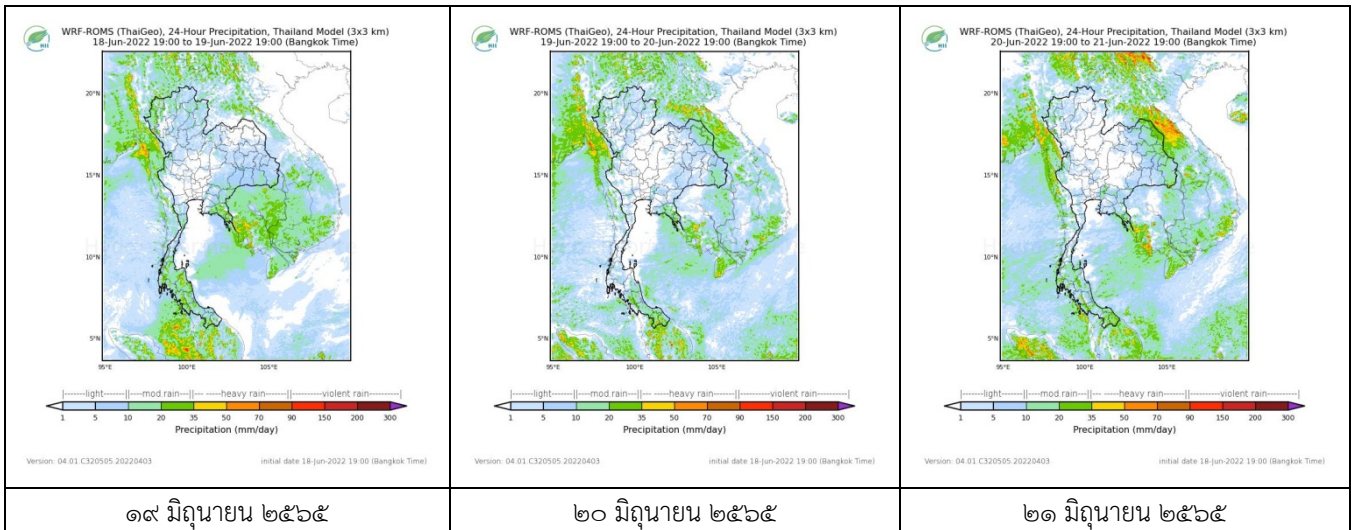 HII
WRF-ROMS (ThaiGeo), 24-Hour Precipitation, Thailand Model (3x3 km)
18-Jun-2022 19:00 to 19-Jun-2022 19:00 (Bangkok Time)
20°N
15°N
10°N
5°N
95°E 100°E 105°E
|-------light-------||--mod.rain---||--- ---heavy rain---- ---||-------violent rain-------|
1 5 10 20 35 50 70 90 150 200 300
Precipitation (mm/day)
Version: 04.01.C320505.20220403 initial date 18-Jun-2022 19:00 (Bangkok Time)
๑๙ มิถุนายน ๒๕๖๕
HII
WRF-ROMS (ThaiGeo), 24-Hour Precipitation, Thailand Model (3x3 km)
19-Jun-2022 19:00 to 20-Jun-2022 19:00 (Bangkok Time)
20°N
15°N
10°N
5°N
95°E 100°E 105°E
|-------light-------||--mod.rain---||--- ---heavy rain---- ---||-------violent rain-------|
1 5 10 20 35 50 70 90 150 200 300
Precipitation (mm/day)
Version: 04.01.C320505.20220403 initial date 18-Jun-2022 19:00 (Bangkok Time)
๒๐ มิถุนายน ๒๕๖๕
HII
WRF-ROMS (ThaiGeo), 24-Hour Precipitation, Thailand Model (3x3 km)
20-Jun-2022 19:00 to 21-Jun-2022 19:00 (Bangkok Time)
20°N
15°N
10°N
5°N
95°E 100°E 105°E
|-------light-------||--mod.rain---||--- ---heavy rain---- ---||-------violent rain-------|
1 5 10 20 35 50 70 90 150 200 300
Precipitation (mm/day)
Version: 04.01.C320505.20220403 initial date 18-Jun-2022 19:00 (Bangkok Time)
๒๑ มิถุนายน ๒๕๖๕